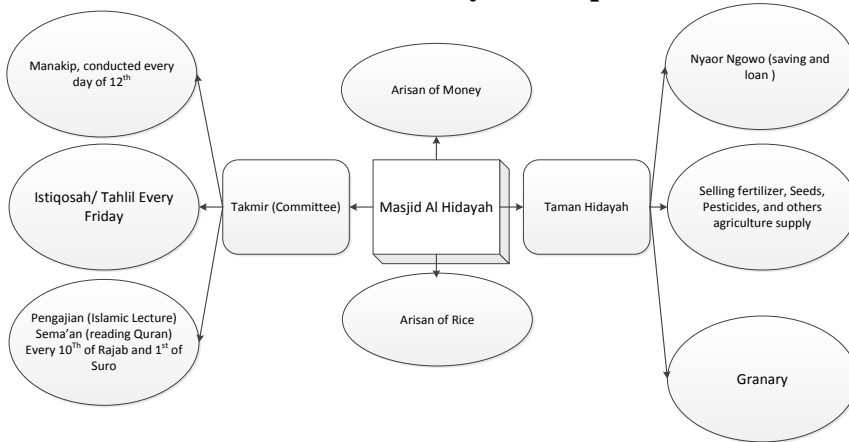 Manakip, conducted every
day of 12th
Istiqosah/ Tahlil Every
Friday
Pengajian (Islamic Lecture)
Sema'an (reading Quran)
Every 10Th of Rajab and 1st of
Suro
Takmir (Committee)
Arisan of Money
Masjid Al Hidayah
Arisan of Rice
Taman Hidayah
Nyaor Ngowo (saving and
loan )
Selling fertilizer, Seeds,
Pesticides, and others
agriculture supply
Granary